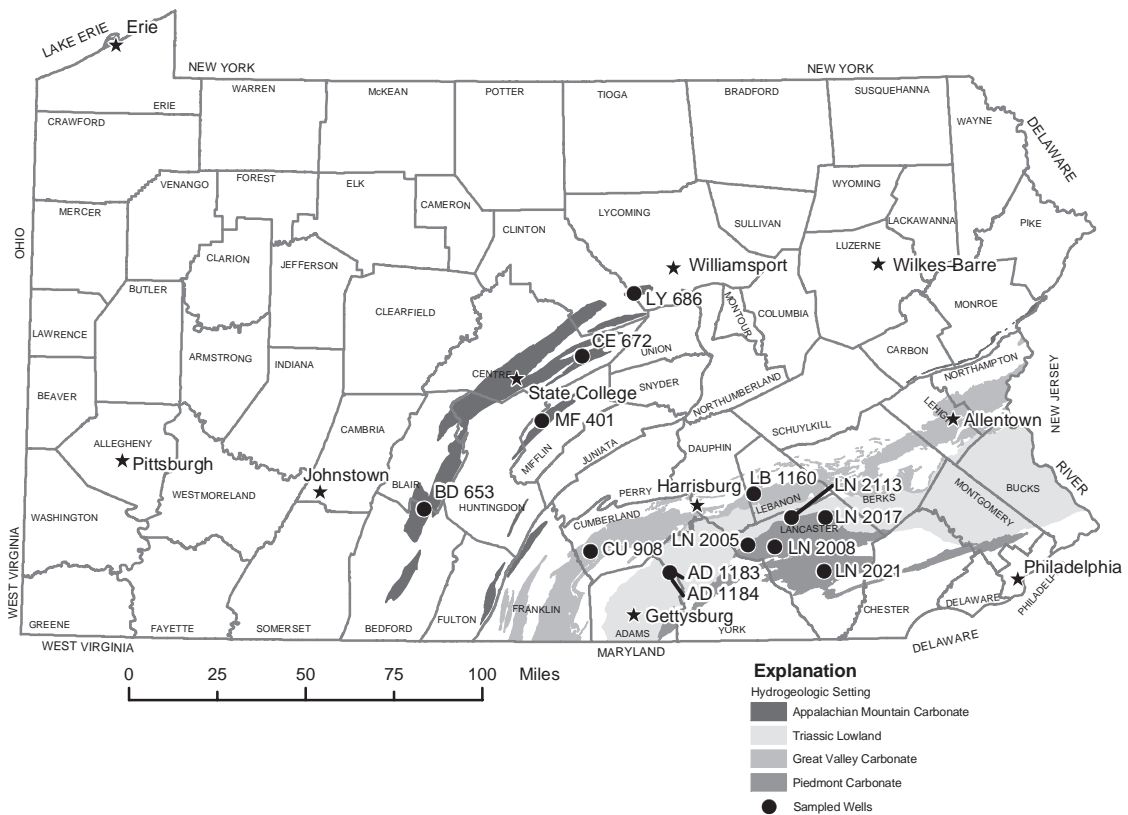 Erie
LAKE ERIE
NEW YORK
NEW YORK
WARREN
McKEAN
POTTER
TIOGA
BRADFORD
SUSQUEHANNA
ERIE
CRAWFORD
WAYNE
DELAWARE
VENANGO
FOREST
ELK
CAMERON
WYOMING
MERCER
LYCOMING
SULLIVAN
LACKAWANNA
PIKE
CLINTON
OHIO
CLARION
JEFFERSON
LUZERNE
Williamsport
Wilkes-Barre
BUTLER
LY 686
MONTOUR
COLUMBIA
MONROE
CLEARFIELD
LAWRENCE
CE 672
ARMSTRONG
INDIANA
UNION
CARBON
CENTRE
NORTHAMPTON
NEW JERSEY
BEAVER
State College
SNYDER
NORTHUMBERLAND
LEHIGH
Allentown
MF 401
CAMBRIA
SCHUYLKILL
ALLEGHENY
Pittsburgh
MIFFLIN
JUNIATA
DAUPHIN
Johnstown
BLAIR
LB 1160
LN 2113
BUCKS
RIVER
WESTMORELAND
BD 653
HUNTINGDON
PERRY
Harrisburg
LEBANON
BERKS
MONTGOMERY
WASHINGTON
CUMBERLAND
LN 2017
LANCASTER
LN 2005
CU 908
LN 2008
WEST VIRGINIA
AD 1183
LN 2021
Philadelphia
AD 1184
FRANKLIN
Gettysburg
CHESTER
DELAWARE
GREENE
FAYETTE
SOMERSET
BEDFORD
FULTON
ADAMS
YORK
DELAWARE
WEST VIRGINIA
MARYLAND
0 25 50 75 100 Miles
Explanation
Hydrogeologic Setting
Appalachian Mountain Carbonate
Triassic Lowland
Great Valley Carbonate
Piedmont Carbonate
Sampled Wells